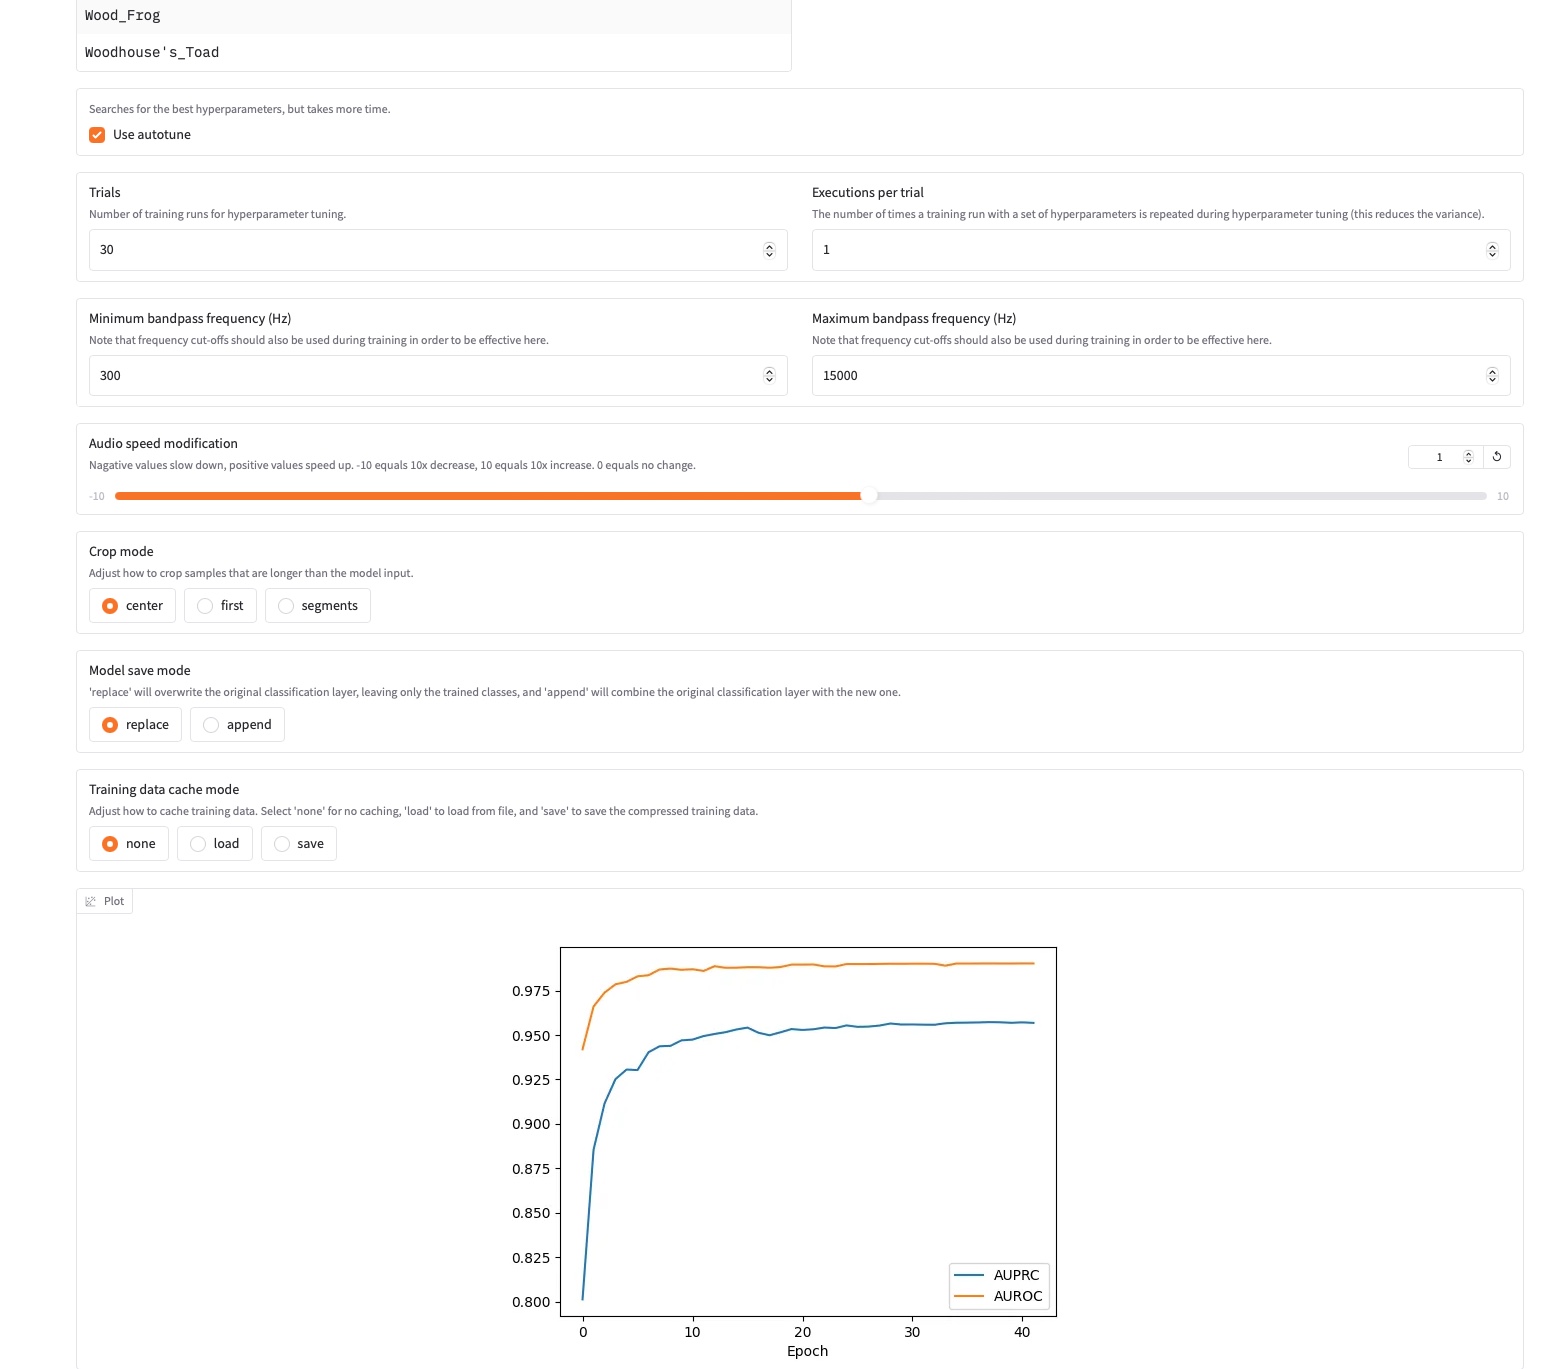 Wood_Frog
Woodhouse's_Toad
Searches for the best hyperparameters, but takes more time.
Use autotune
Trials
Number of training runs for hyperparameter tuning.
30
Executions per trial
The number of times a training run with a set of hyperparameters is repeated during hyperparameter tuning (this reduces the variance).
1
Minimum bandpass frequency (Hz)
Note that frequency cut-offs should also be used during training in order to be effective here.
300
Maximum bandpass frequency (Hz)
Note that frequency cut-offs should also be used during training in order to be effective here.
15000
Audio speed modification
Nagative values slow down, positive values speed up. -10 equals 10x decrease, 10 equals 10x increase. 0 equals no change.
1
-10
10
Crop mode
Adjust how to crop samples that are longer than the model input.
center first segments
Model save mode
'replace' will overwrite the original classification layer, leaving only the trained classes, and 'append' will combine the original classification layer with the new one.
replace append
Training data cache mode
Adjust how to cache training data. Select 'none' for no caching, 'load' to load from file, and 'save' to save the compressed training data.
none load save
Plot
0.975
0.950
0.925
0.900
0.875
0.850
0.825
0.800
AUPRC
AUROC
0 10 20 30 40
Epoch